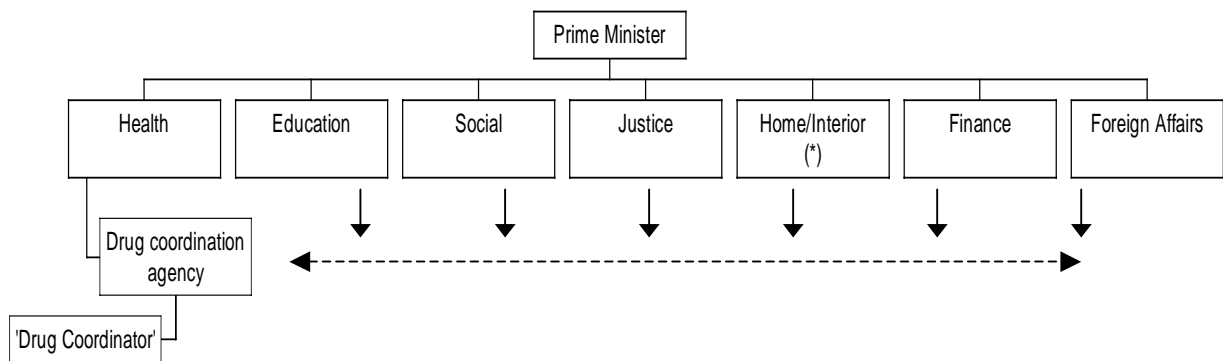 Prime Minister
Health
Education
Social
Justice
Home/Interior
(*)
Finance
Foreign Affairs
Drug coordination
agency
'Drug Coordinator'